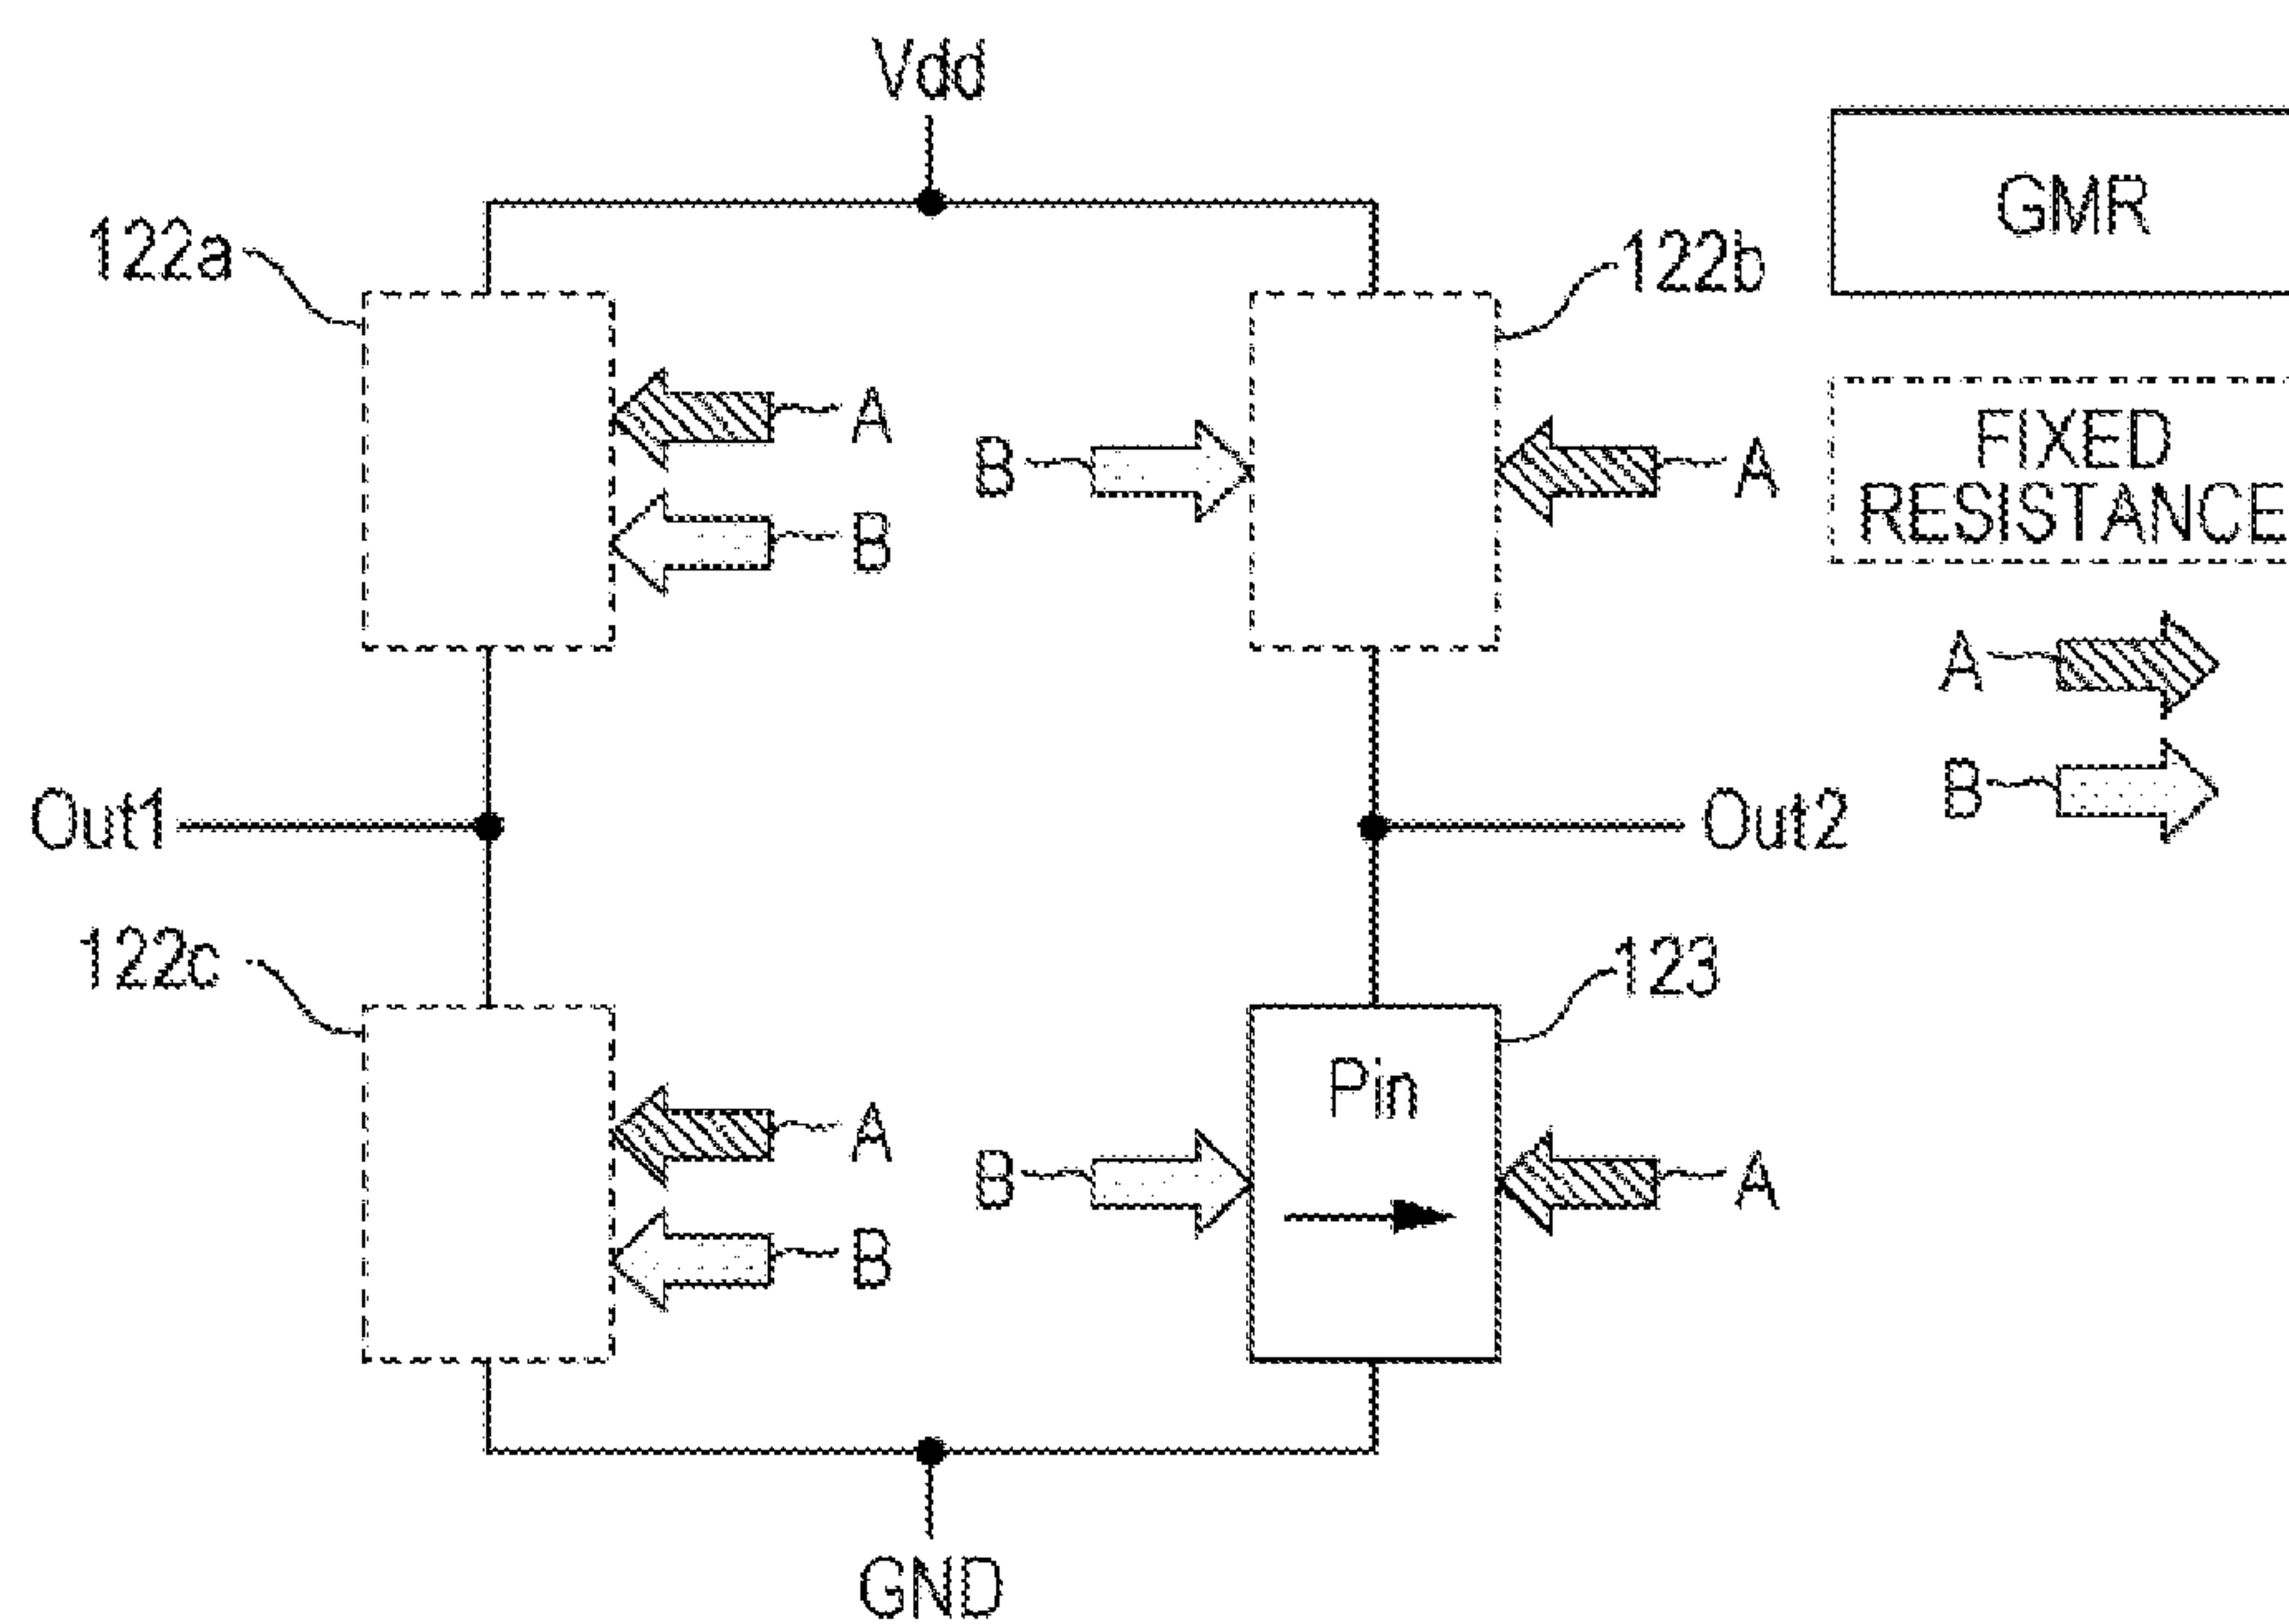 Vdd
GMR
122a
122b
A
B
B
A
FIXED
RESISTANCE
A
B
Out1
Out2
122c
123
Pin
A
B
B
A
GND